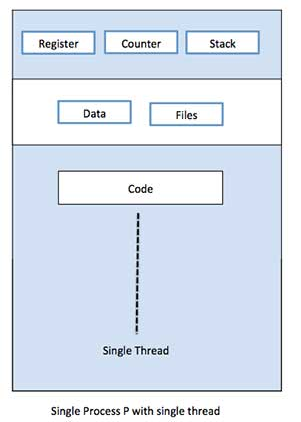 Register Counter Stack
Data Files
Code
Single Thread
Single Process P with single thread